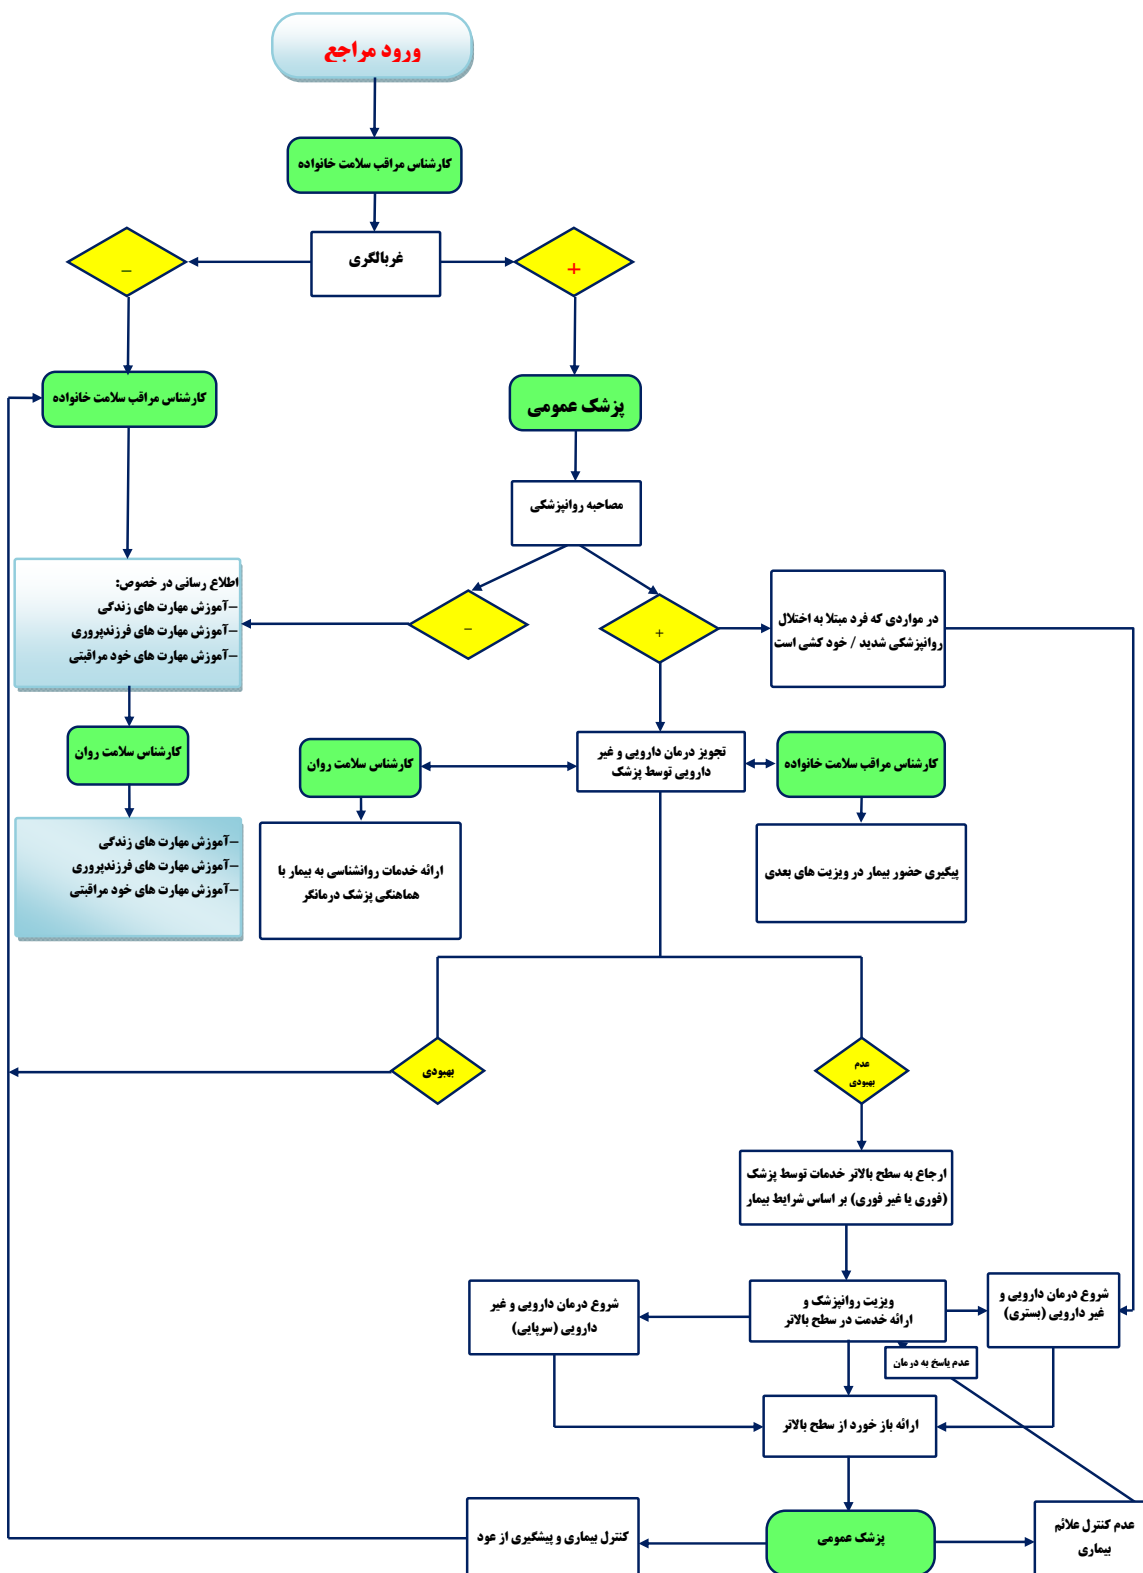 ورود مراجع
کارشناس مراقب سلامت خانواده
غربالگری
–
+
کارشناس مراقب سلامت خانواده
پزشک عمومی
مصاحبه روانپزشکی
اطلاع رسانی در خصوص:
–آموزش مهارت های زندگی
–آموزش مهارت های فرزندپروری
–آموزش مهارت های خود مراقبتی
–
+
در مواردی که فرد مبتلا به اختلال
روانپزشکی شدید / خود کشی است
کارشناس سلامت روان
کارشناس سلامت روان
تجویز درمان دارویی و غیر
دارویی توسط پزشک
کارشناس مراقب سلامت خانواده
–آموزش مهارت های زندگی
–آموزش مهارت های فرزندپروری
–آموزش مهارت های خود مراقبتی
ارائه خدمات روانشناسی به بیمار با
هماهنگی پزشک درمانگر
پیگیری حضور بیمار در ویزیت های بعدی
بهبودی
عدم
بهبودی
ارجاع به سطح بالاتر خدمات توسط پزشک
(فوری یا غیر فوری) بر اساس شرایط بیمار
شروع درمان دارویی و غیر
دارویی (سرپایی)
ویزیت روانپزشک و
ارائه خدمت در سطح بالاتر
شروع درمان دارویی و
غیر دارویی (بستری)
عدم پاسخ به درمان
ارائه باز خورد از سطح بالاتر
کنترل بیماری و پیشگیری از عود
پزشک عمومی
عدم کنترل علائم
بیماری